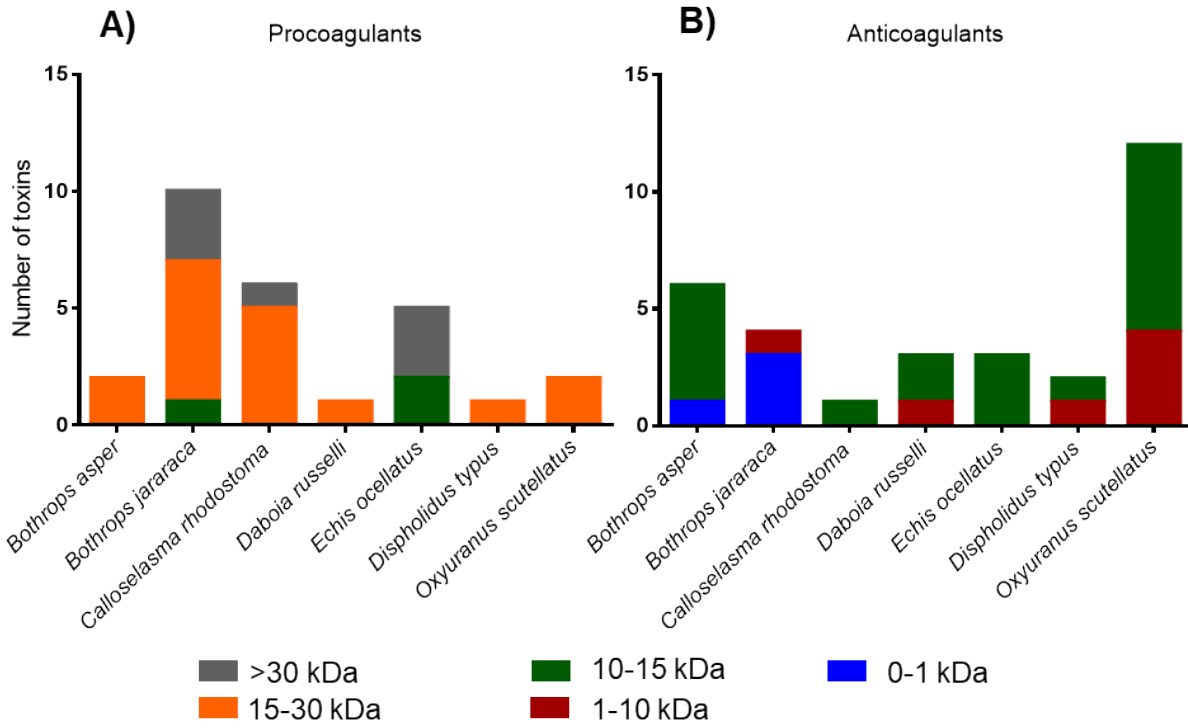 A)
Procoagulants
Number of toxins
15
10
5
0
Bothrops asper
Bothrops jararaca
Calloselasma rhodostoma
Daboia russelli
Echis ocellatus
Dispholidus typus
Oxyuranus scutellatus
B)
Anticoagulants
15
10
5
0
Bothrops asper
Bothrops jararaca
Calloselasma rhodostoma
Daboia russelli
Echis ocellatus
Dispholidus typus
Oxyuranus scutellatus
>30 kDa
10-15 kDa
0-1 kDa
15-30 kDa
1-10 kDa